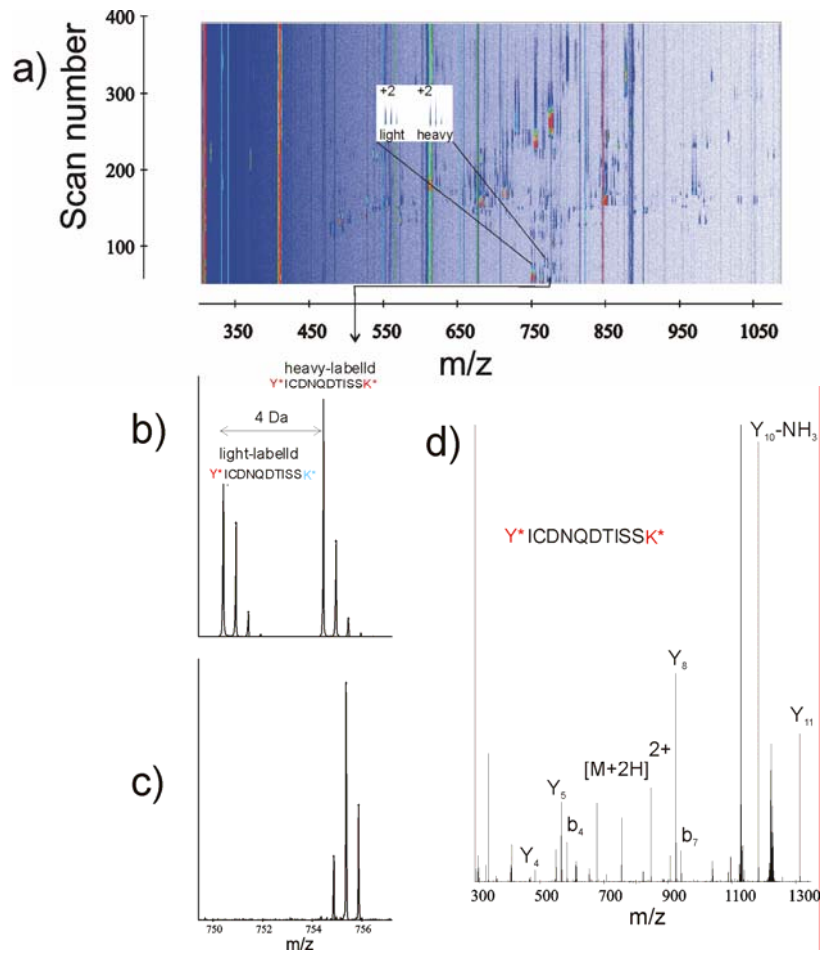 a)
Scan number
400
300
200
100
+2 +2
light heavy
350 450 550 650 750 850 950 1050
m/z
b)
heavy-labelld
Y*ICDNQDTISSK*
4 Da
light-labelld
Y*ICDNQDTISSK*
c)
750 752 754 756
m/z
d)
Y₁₀-NH₃
Y*ICDNQDTISSK*
Y₈
Y₁₁
2+
[M+2H]
Y₅
b₄
b₇
Y₄
300 500 700 900 1100 1300
m/z